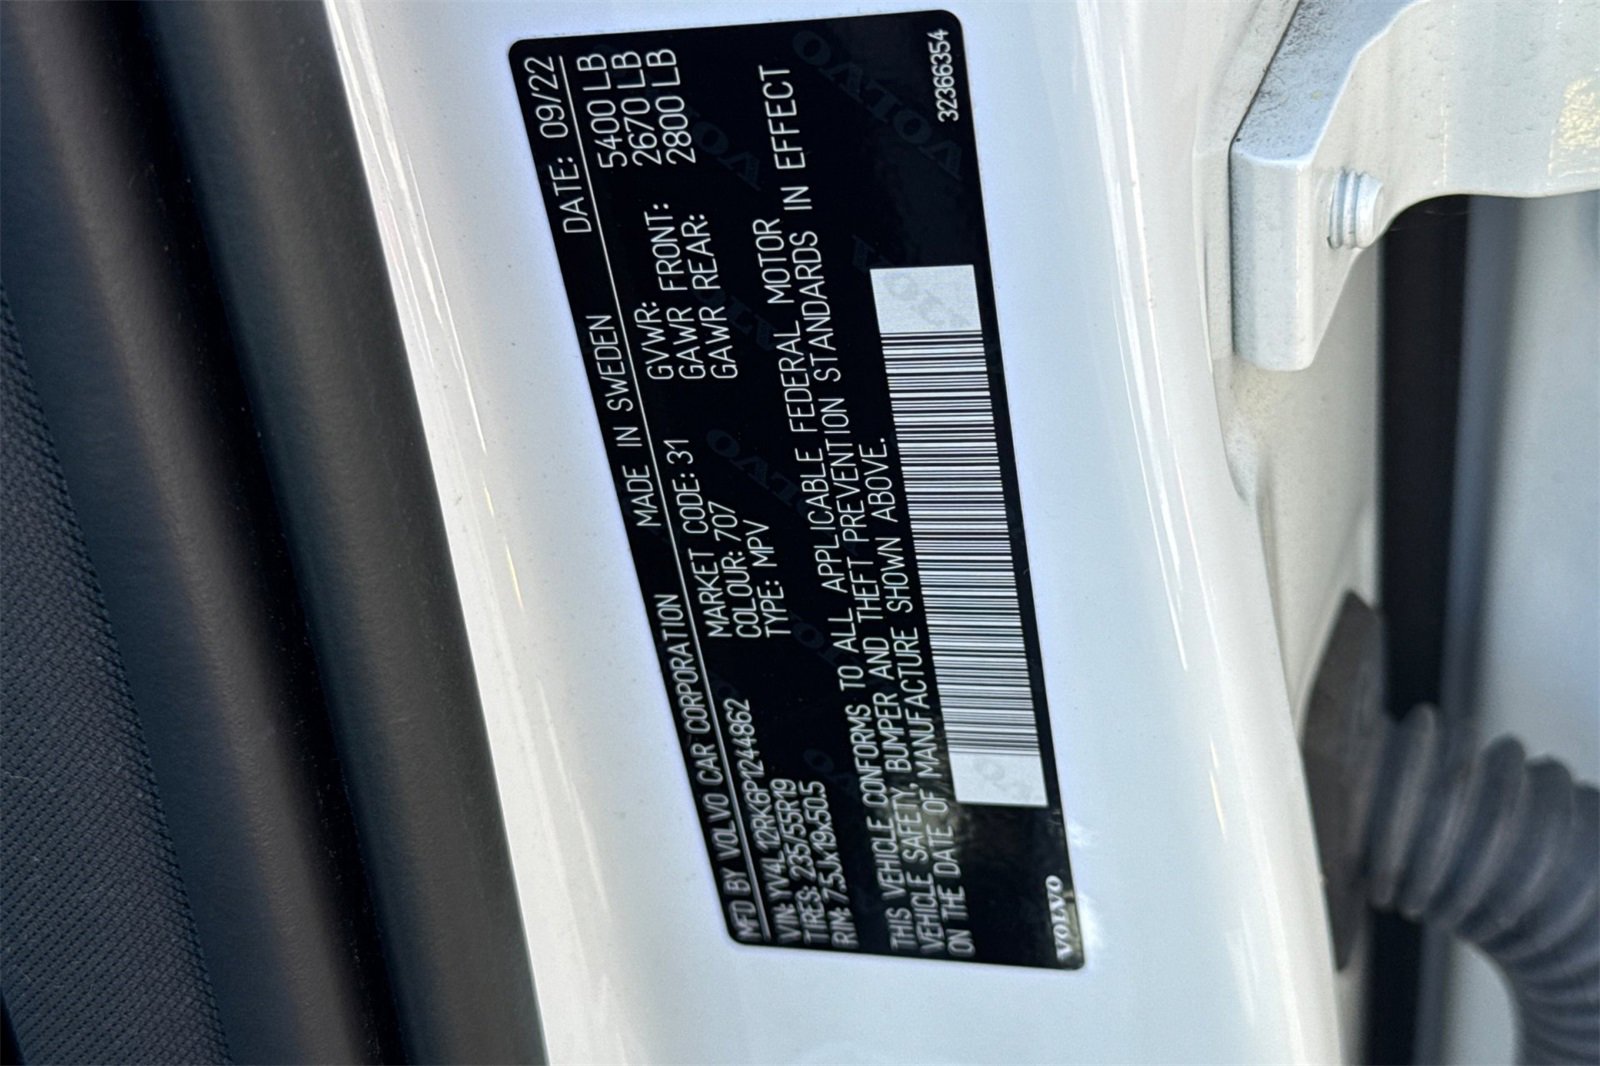 MFD BY VOLVO CAR CORPORATION MADE IN SWEDEN DATE: 09/22
VIN: YV4L12RK6P1244862 MARKET CODE: 31 GVWR: 5400 LB
TIRES: 235/55R19 COLOUR: 707 GAWR FRONT: 2670 LB
RIM: 7.5Jx19x50.5 TYPE: MPV GAWR REAR: 2800 LB
THIS VEHICLE CONFORMS TO ALL APPLICABLE FEDERAL MOTOR
VEHICLE SAFETY, BUMPER AND THEFT PREVENTION STANDARDS IN EFFECT
ON THE DATE OF MANUFACTURE SHOWN ABOVE.
VOLVO
32366354